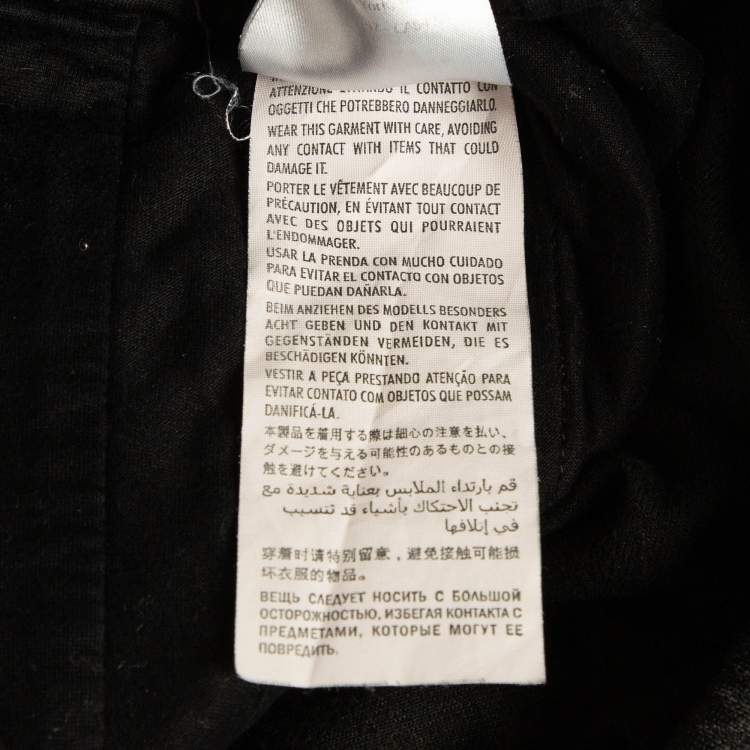 ATTENZIONE IL CONTATTO CON
OGGETTI CHE POTREBBERO DANNEGGIARLO.
WEAR THIS GARMENT WITH CARE, AVOIDING
ANY CONTACT WITH ITEMS THAT COULD
DAMAGE IT.
PORTER LE VÊTEMENT AVEC BEAUCOUP DE
PRÉCAUTION, EN ÉVITANT TOUT CONTACT
AVEC DES OBJETS QUI POURRAIENT
L'ENDOMMAGER.
USAR LA PRENDA CON MUCHO CUIDADO
PARA EVITAR EL CONTACTO CON OBJETOS
QUE PUEDAN DAÑARLA.
BEIM ANZIEHEN DES MODELLS BESONDERS
ACHT GEBEN UND DEN KONTAKT MIT
GEGENSTÄNDEN VERMEIDEN, DIE ES
BESCHÄDIGEN KÖNNTEN.
VESTIR A PEÇA PRESTANDO ATENÇÃO PARA
EVITAR CONTATO COM OBJETOS QUE POSSAM
DANIFICÁ-LA.
本製品を着用する際は細心の注意を払い、
ダメージを与える可能性のあるものとの接
触を避けてください。
قم بارتداء الملابس بعناية شديدة مع
تجنب الاحتكاك بأشياء قد تتسبب
في إتلافها
穿着时请特别留意，避免接触可能损
坏衣服的物品。
ВЕЩЬ СЛЕДУЕТ НОСИТЬ С БОЛЬШОЙ
ОСТОРОЖНОСТЬЮ, ИЗБЕГАЯ КОНТАКТА С
ПРЕДМЕТАМИ, КОТОРЫЕ МОГУТ ЕЕ
ПОВРЕДИТЬ.